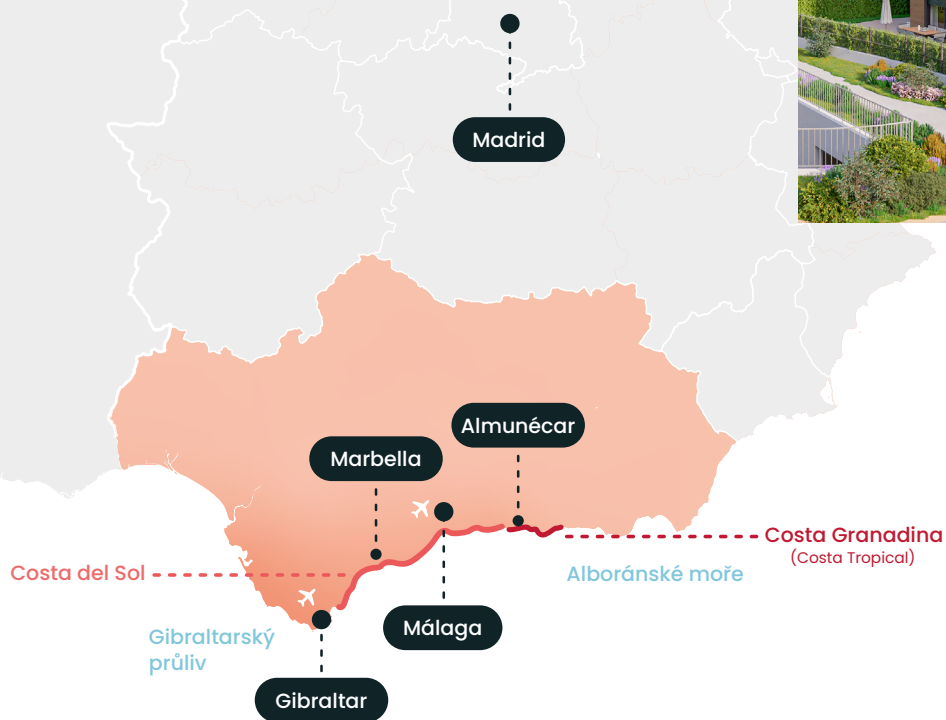 Madrid
Almunécar
Marbella
Costa Granadina
(Costa Tropical)
Costa del Sol
Alboránské moře
Málaga
Gibraltarský
průliv
Gibraltar